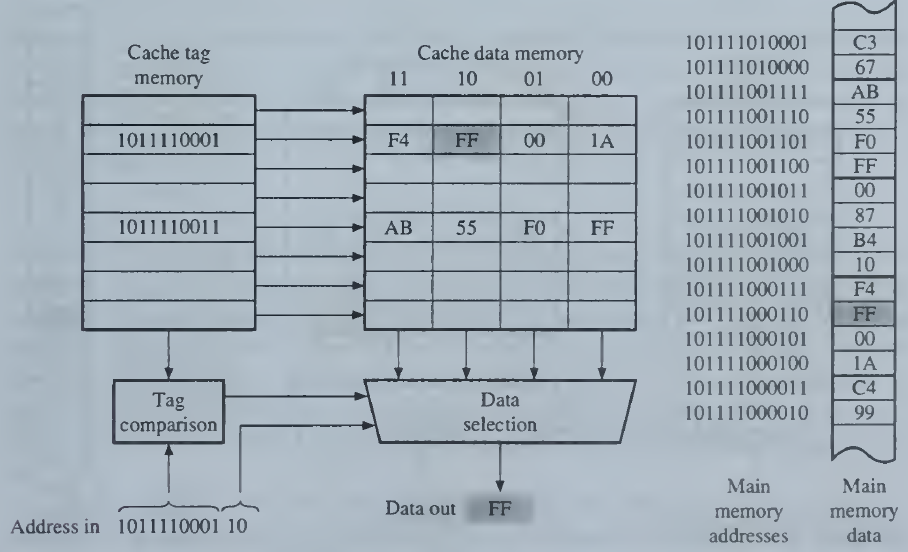 Cache tag
memory
Cache data memory
11 10 01 00
1011110001
F4 FF 00 1A
1011110011
AB 55 F0 FF
Tag
comparison
Data
selection
Address in 1011110001 10
Data out FF
101111010001 C3
101111010000 67
101111001111 AB
101111001110 55
101111001101 F0
101111001100 FF
101111001011 00
101111001010 87
101111001001 B4
101111001000 10
101111000111 F4
101111000110 FF
101111000101 00
101111000100 1A
101111000011 C4
101111000010 99
Main
memory
addresses
Main
memory
data